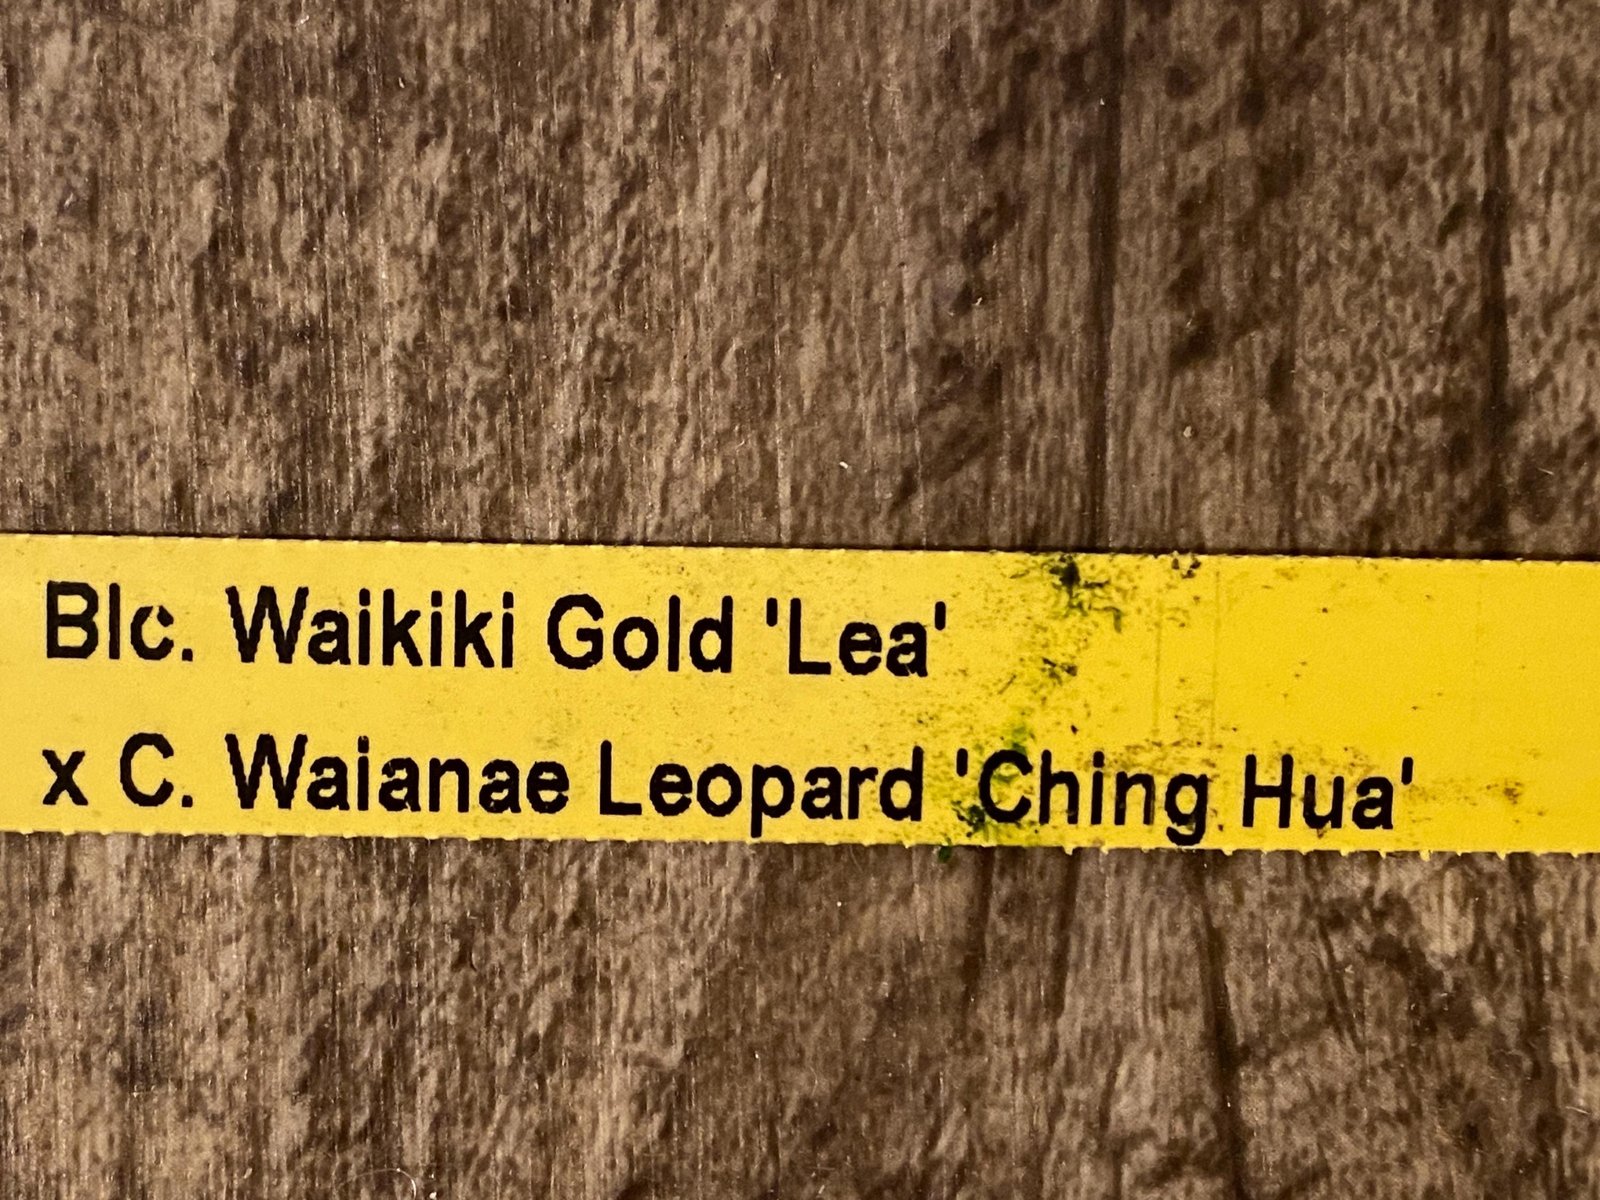 Blc. Waikiki Gold 'Lea'
x C. Waianae Leopard 'Ching Hua'